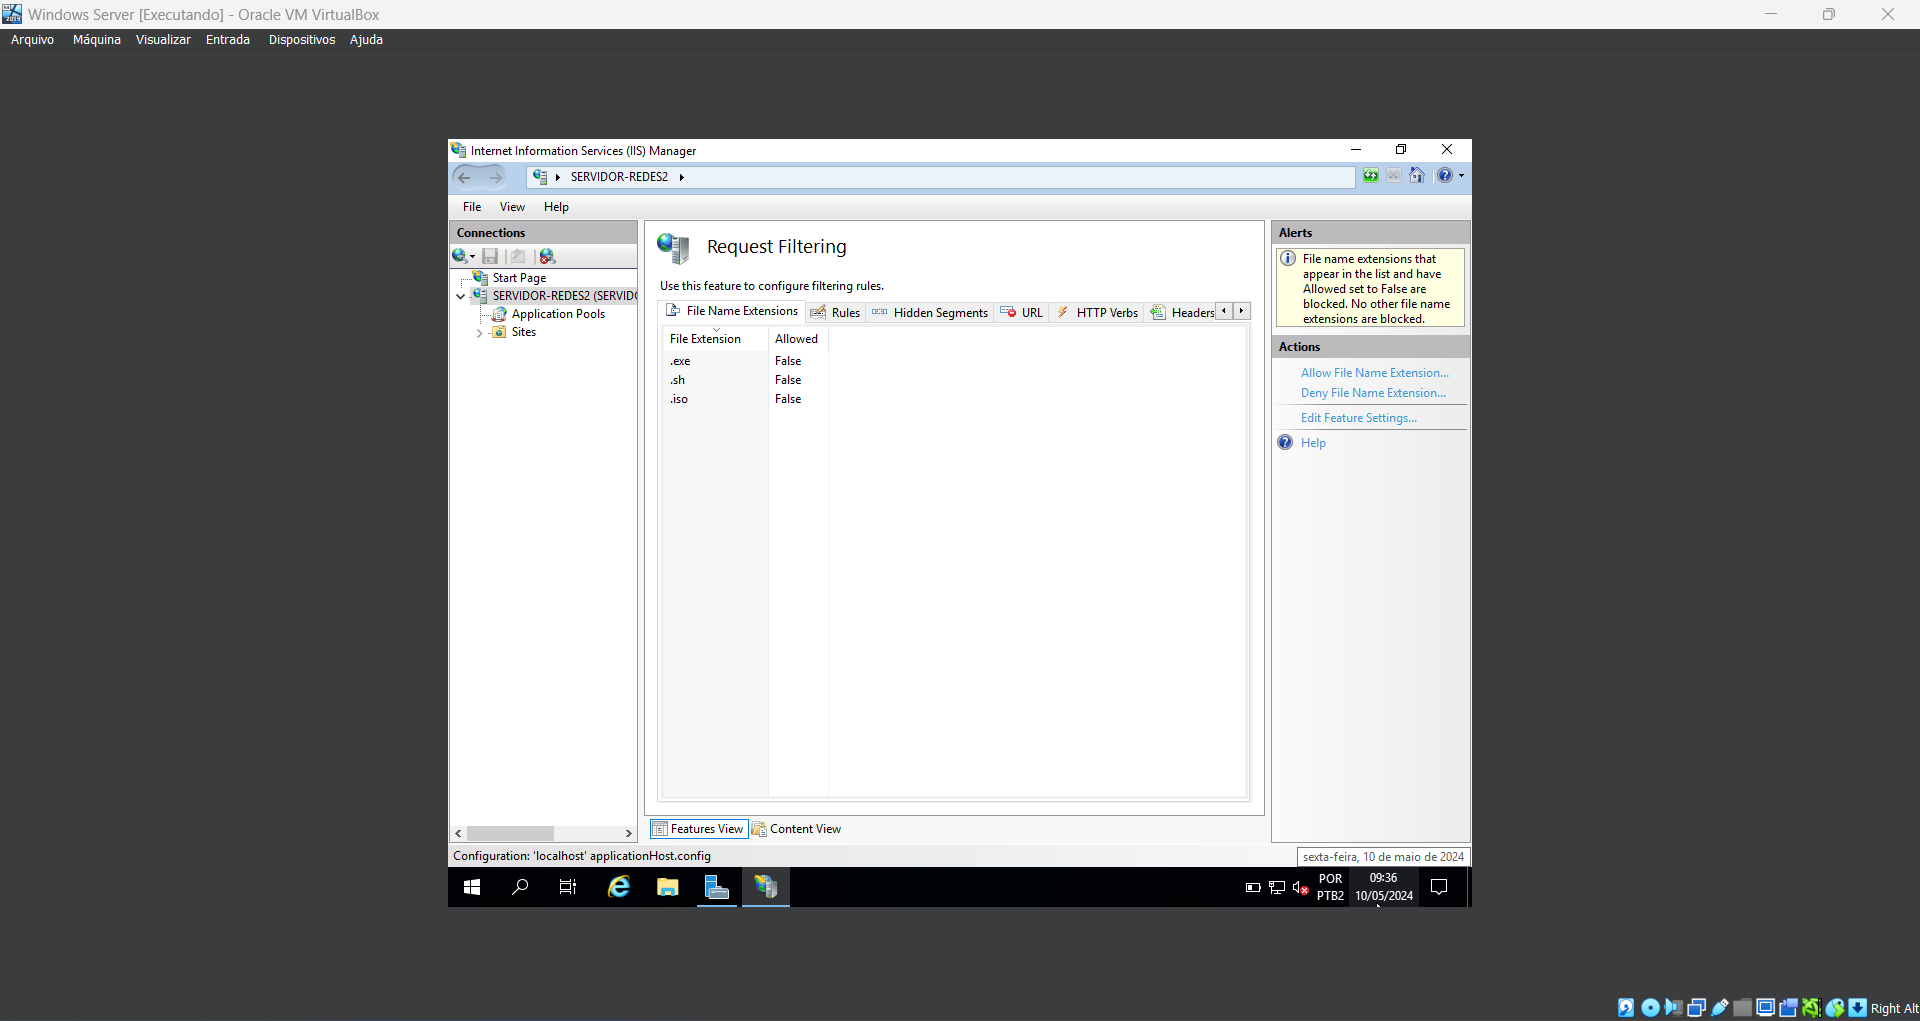 Windows Server [Executando] - Oracle VM VirtualBox
Arquivo Máquina Visualizar Entrada Dispositivos Ajuda
Internet Information Services (IIS) Manager
SERVIDOR-REDES2
File View Help
Connections
Start Page
SERVIDOR-REDES2 (SERVIDO
Application Pools
Sites
Request Filtering
Use this feature to configure filtering rules.
File Name Extensions Rules Hidden Segments URL HTTP Verbs Headers
File Extension Allowed
.exe False
.sh False
.iso False
Features View Content View
Alerts
File name extensions that
appear in the list and have
Allowed set to False are
blocked. No other file name
extensions are blocked.
Actions
Allow File Name Extension...
Deny File Name Extension...
Edit Feature Settings...
Help
Configuration: 'localhost' applicationHost.config
sexta-feira, 10 de maio de 2024
POR
PTB2
09:36
10/05/2024
Right Alt